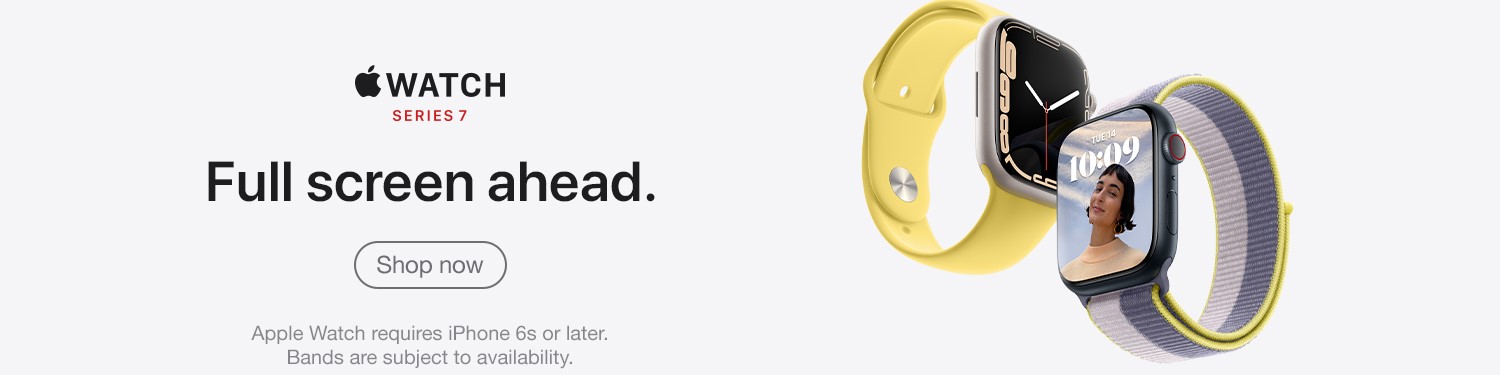 WATCH
SERIES 7
Full screen ahead.
Shop now
Apple Watch requires iPhone 6s or later.
Bands are subject to availability.
TUE 14
10:09